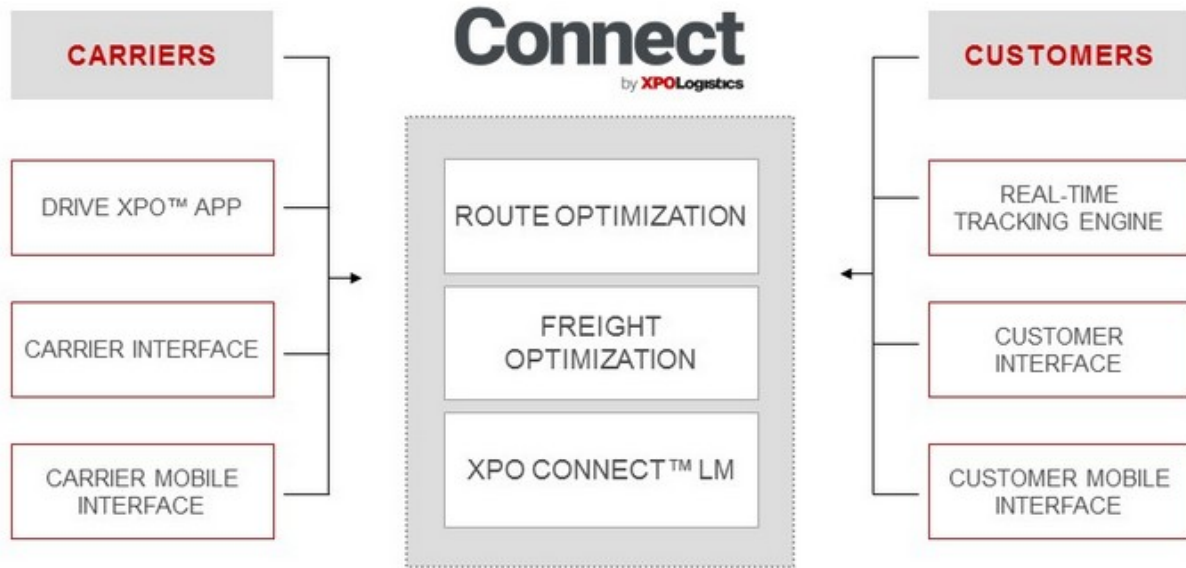 CARRIERS
DRIVE XPO™ APP
CARRIER INTERFACE
CARRIER MOBILE
INTERFACE
Connect
by XPOLogistics
ROUTE OPTIMIZATION
FREIGHT
OPTIMIZATION
XPO CONNECT™ LM
CUSTOMERS
REAL-TIME
TRACKING ENGINE
CUSTOMER
INTERFACE
CUSTOMER MOBILE
INTERFACE